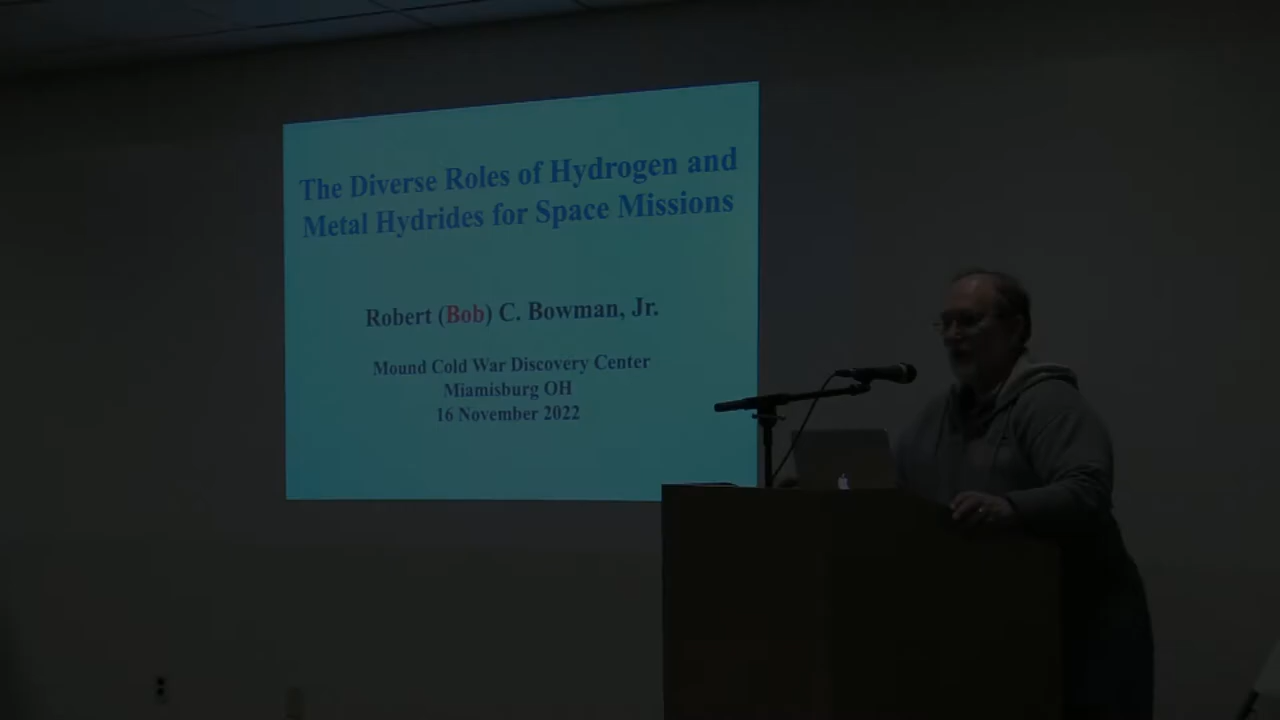 The Diverse Roles of Hydrogen and
Metal Hydrides for Space Missions
Robert (Bob) C. Bowman, Jr.
Mound Cold War Discovery Center
Miamisburg OH
16 November 2022